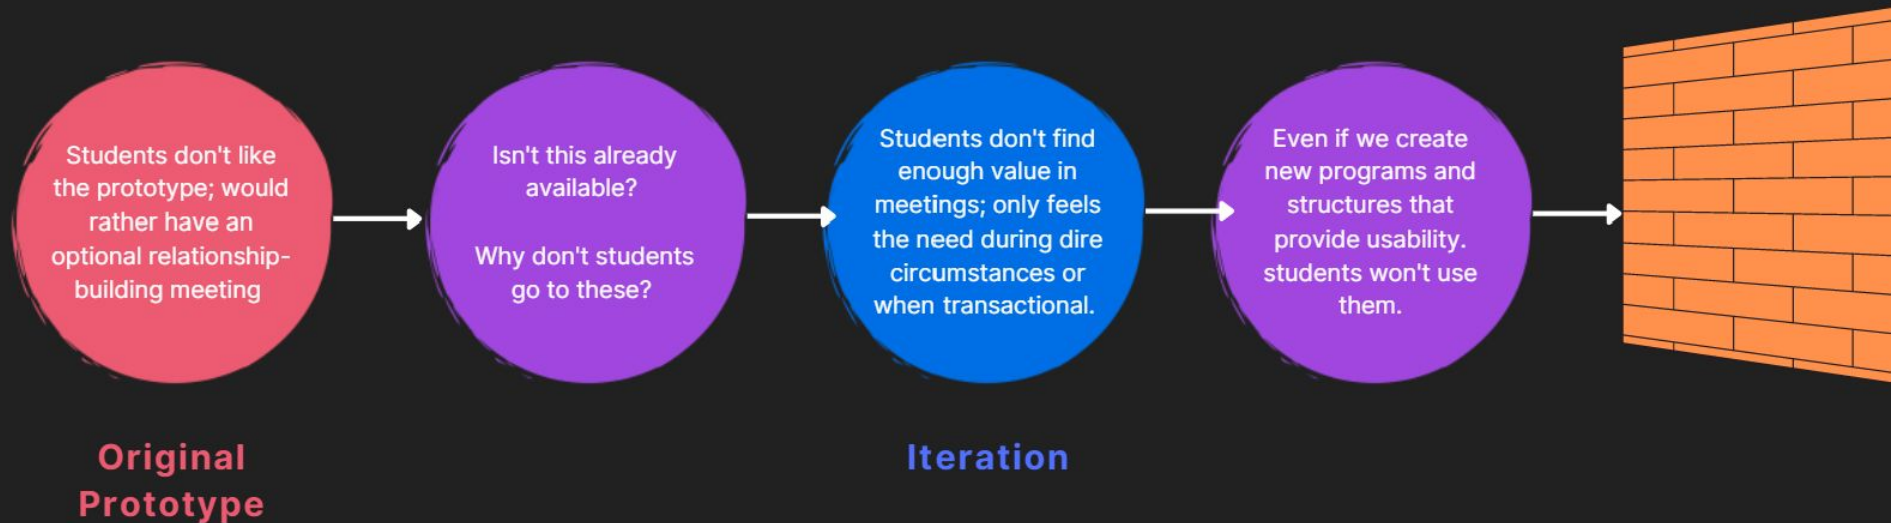 Students don't like
the prototype; would
rather have an
optional relationship-
building meeting
Isn't this already
available?
Why don't students
go to these?
Students don't find
enough value in
meetings; only feels
the need during dire
circumstances or
when transactional.
Even if we create
new programs and
structures that
provide usability.
students won't use
them.
Original
Prototype
Iteration